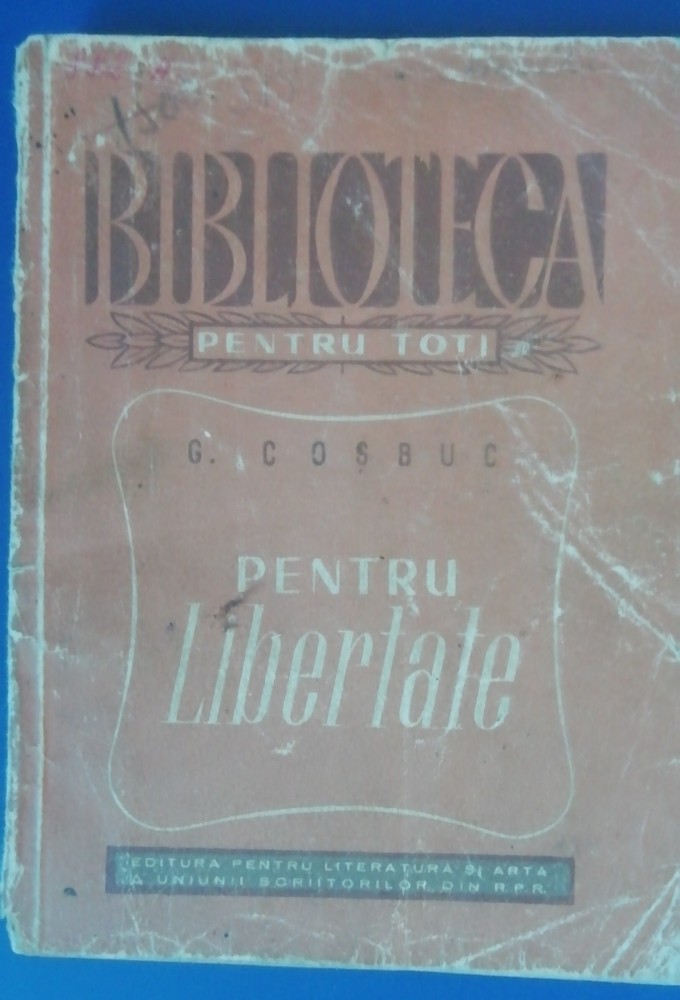 BIBLIOTECA
PENTRU TOȚI
G. COȘBUC
PENTRU
Libertate
EDITURA PENTRU LITERATURĂ ȘI ARTĂ
A UNIUNII SCRIITORILOR DIN R.P.R.